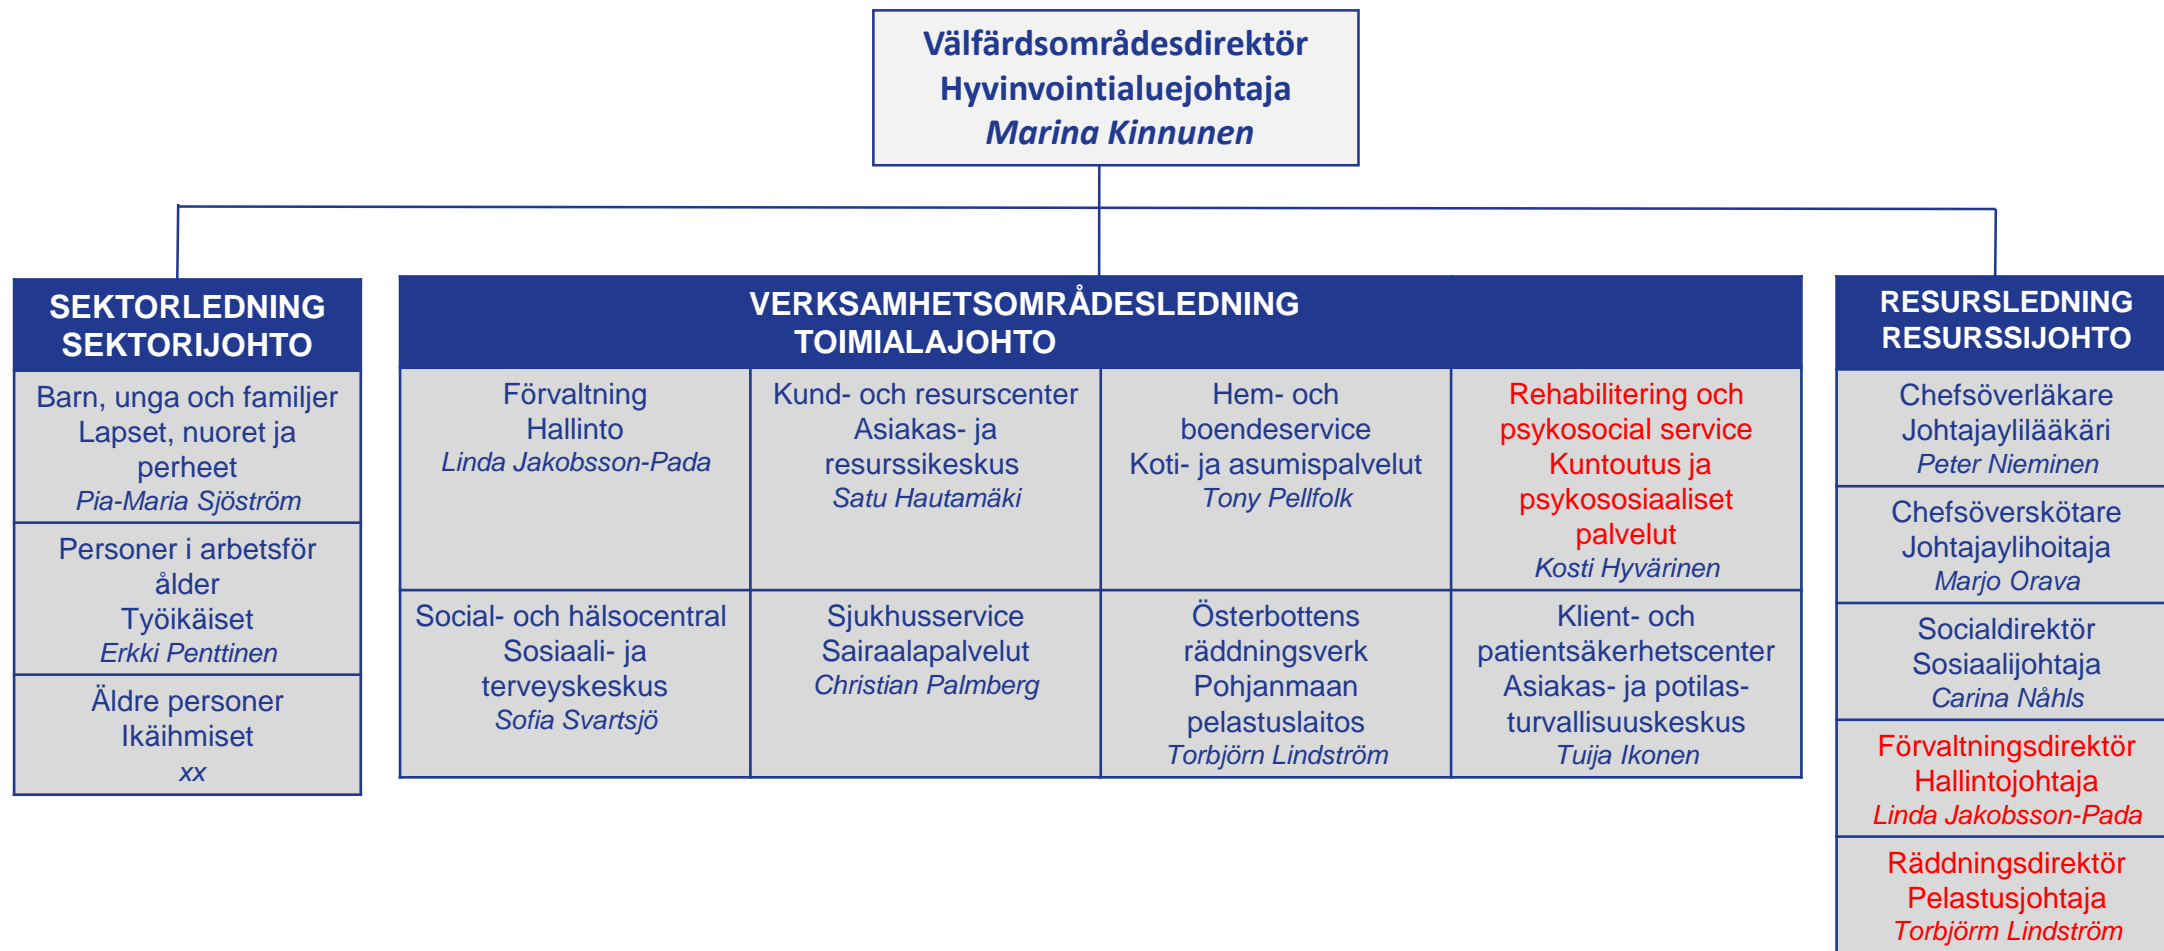 Välfärdsområdesdirektör
Hyvinvointialuejohtaja
Marina Kinnunen
SEKTORLEDNING
SEKTORIJOHTO
Barn, unga och familjer
Lapset, nuoret ja
perheet
Pia-Maria Sjöström
Personer i arbetsför
ålder
Työikäiset
Erkki Penttinen
Äldre personer
Ikäihmiset
xx
VERKSAMHETSOMRÅDESLEDNING
TOIMIALAJOHTO
Förvaltning
Hallinto
Linda Jakobsson-Pada
Kund- och resurscenter
Asiakas- ja
resurssikeskus
Satu Hautamäki
Hem- och
boendeservice
Koti- ja asumispalvelut
Tony Pellfolk
Rehabilitering och
psykosocial service
Kuntoutus ja
psykososiaaliset
palvelut
Kosti Hyvärinen
Social- och hälsocentral
Sosiaali- ja
terveyskeskus
Sofia Svartsjö
Sjukhusservice
Sairaalapalvelut
Christian Palmberg
Österbottens
räddningsverk
Pohjanmaan
pelastuslaitos
Torbjörn Lindström
Klient- och
patientsäkerhetscenter
Asiakas- ja potilas-
turvallisuuskeskus
Tuija Ikonen
RESURSLEDNING
RESURSSIJOHTO
Chefsöverläkare
Johtajaylilääkäri
Peter Nieminen
Chefsöverskötare
Johtajaylihoitaja
Marjo Orava
Socialdirektör
Sosiaalijohtaja
Carina Nåhls
Förvaltningsdirektör
Hallintojohtaja
Linda Jakobsson-Pada
Räddningsdirektör
Pelastusjohtaja
Torbjörm Lindström